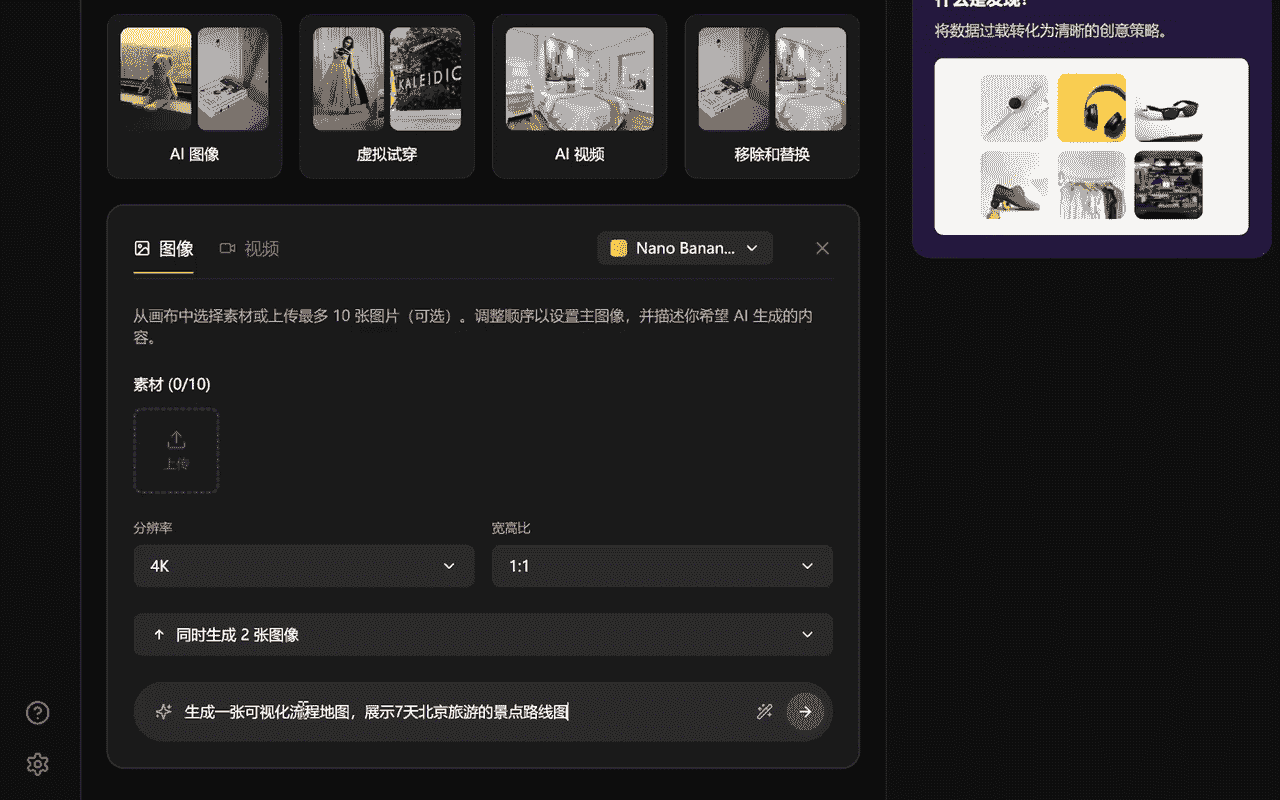 什么是发现?
将数据过载转化为清晰的创意策略。
KALEIDIC
AI 图像
虚拟试穿
AI 视频
移除和替换
图像
视频
Nano Banan...
从画布中选择素材或上传最多 10 张图片（可选）。调整顺序以设置主图像，并描述你希望 AI 生成的内
容。
素材 (0/10)
上传
分辨率
宽高比
4K
1:1
同时生成 2 张图像
生成一张可视化流程地图，展示7天北京旅游的景点路线图